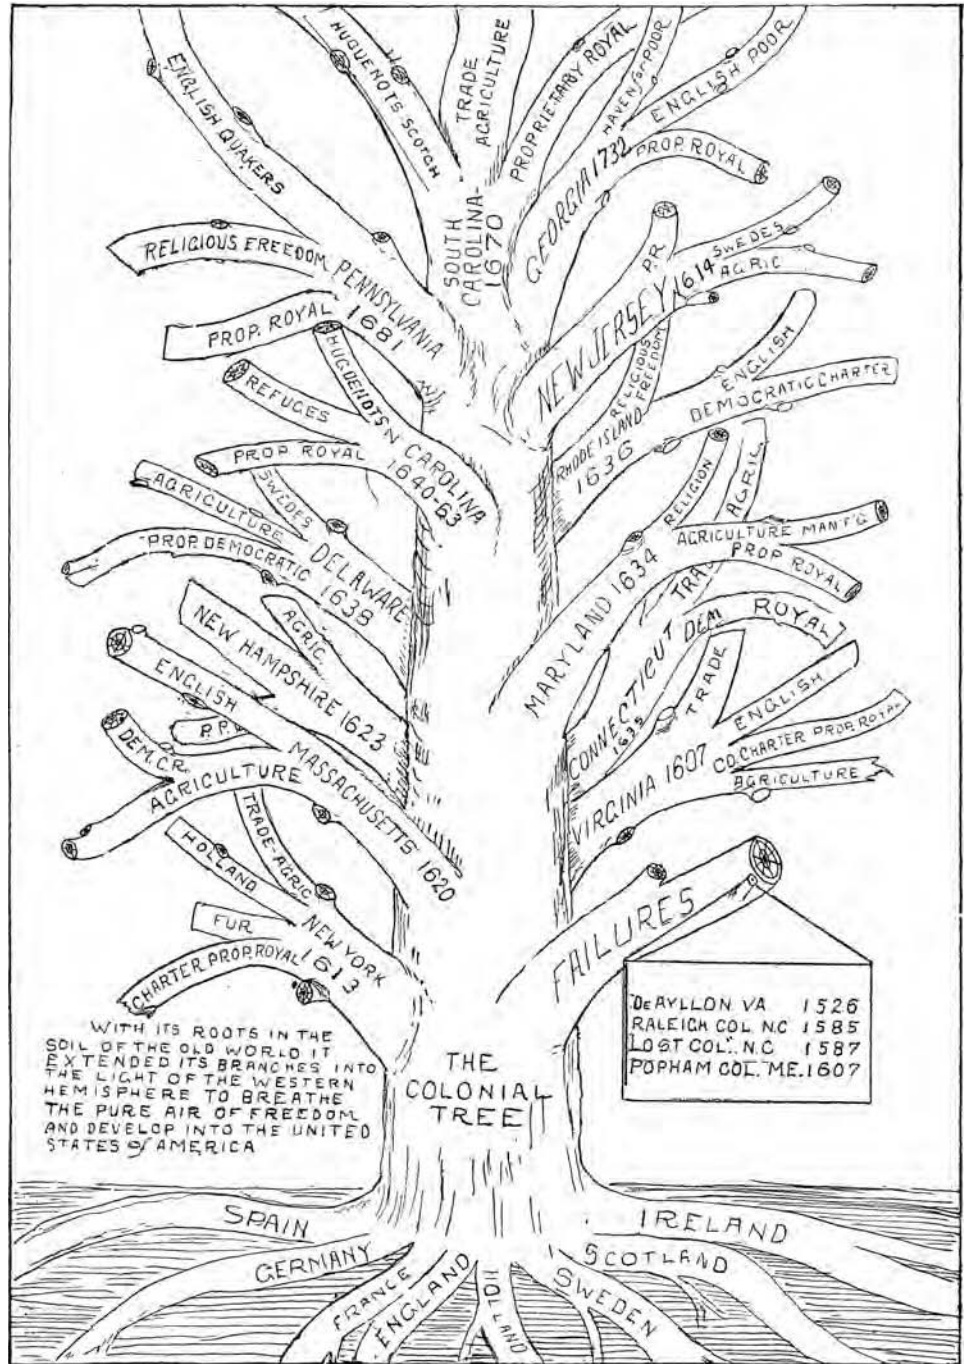 ENGLISH QUAKERS
HUGUENOTS SCOTCH
TRADE
AGRICULTURE
PROPRIETARY ROYAL
HAVEN for POOR
ENGLISH POOR
PROP. ROYAL
SOUTH
CAROLINA-
1670
GEORGIA 1732
RELIGIOUS FREEDOM
PENNSYLVANIA
1681
PROP. ROYAL
P.R.
SWEDES
AGRIC
NEW JERSEY 1614
HUGUENOTS
REFUGES
PROP. ROYAL
N CAROLINA
1640-63
RELIGIOUS
FREEDOM
ENGLISH
DEMOCRATIC CHARTER
RHODE ISLAND
1636
SWEDES
AGRICULTURE
PROP. DEMOCRATIC
DELAWARE
1638
RELIGION
AGRICULTURE MANT'G
PROP ROYAL
MARYLAND 1634
AGRIC.
AGRIC.
NEW HAMPSHIRE 1623
P.P.
DEM ROYAL
CONNECTICUT
1635
ENGLISH
DEM.CR.
AGRICULTURE
MASSACHUSETTS 1620
TRADE
ENGLISH
CO. CHARTER PROP. ROYAL
AGRICULTURE
VIRGINIA 1607
TRADE-AGRIC
HOLLAND
FUR
CHARTER PROP. ROYAL
NEW YORK
1613
FAILURES
DeAYLLON VA 1526
RALEIGH COL. N.C 1585
LOST COL". N.C 1587
POPHAM COL. "ME. 1607
WITH ITS ROOTS IN THE
SOIL OF THE OLD WORLD IT
EXTENDED ITS BRANCHES INTO
THE LIGHT OF THE WESTERN
HEMISPHERE TO BREATHE
THE PURE AIR OF FREEDOM
AND DEVELOP INTO THE UNITED
STATES of AMERICA
THE
COLONIAL
TREE
SPAIN
GERMANY
FRANCE
ENGLAND
HOLLAND
SWEDEN
SCOTLAND
IRELAND